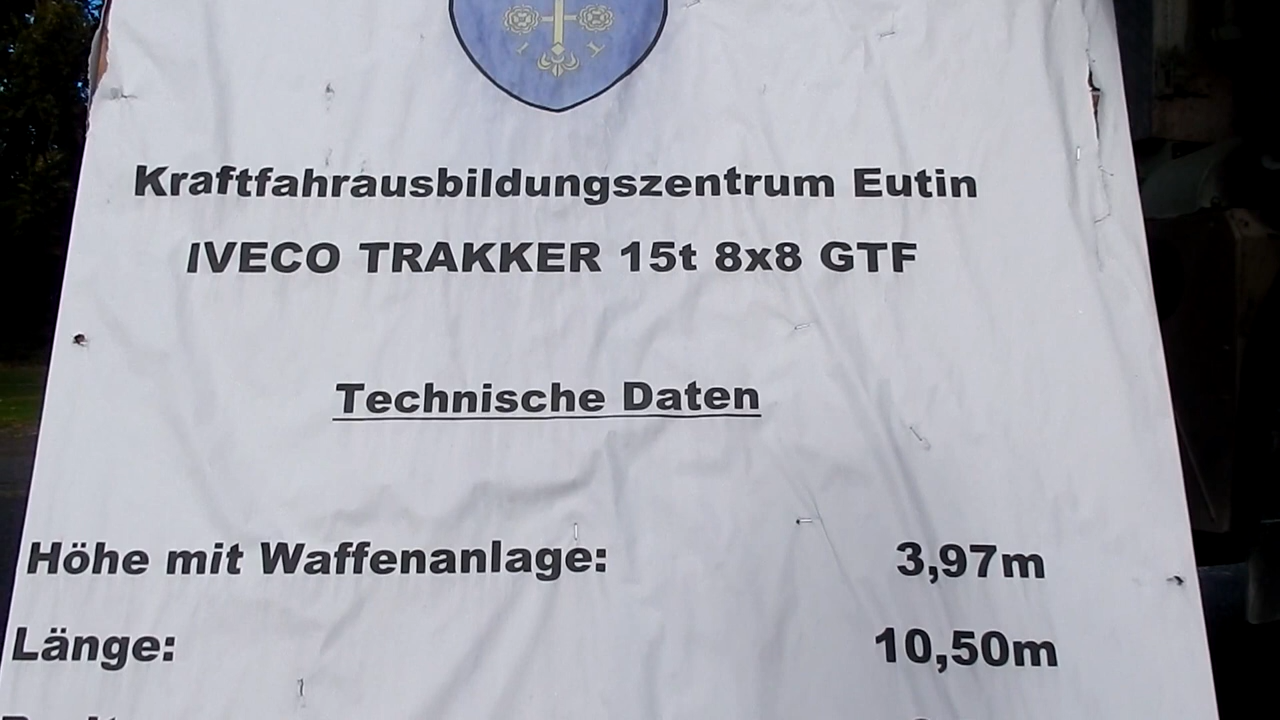 Kraftfahrausbildungszentrum Eutin
IVECO TRAKKER 15t 8x8 GTF
Technische Daten
Höhe mit Waffenanlage: 3,97m
Länge: 10,50m